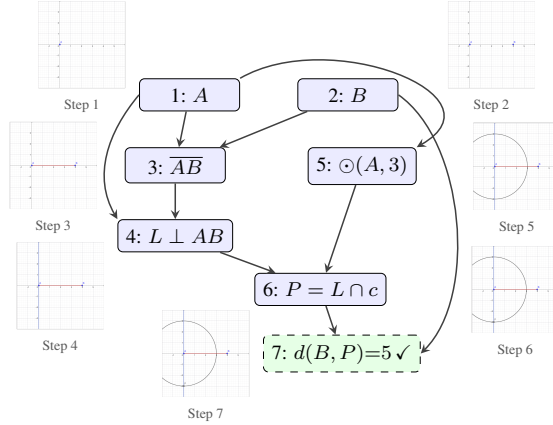 Step 1
1: A
2: B
Step 2
3: \overline{AB}
5: ⊙(A, 3)
Step 3
Step 5
4: L ⊥ AB
6: P = L ∩ c
Step 4
Step 6
7: d(B, P)=5 ✓
Step 7